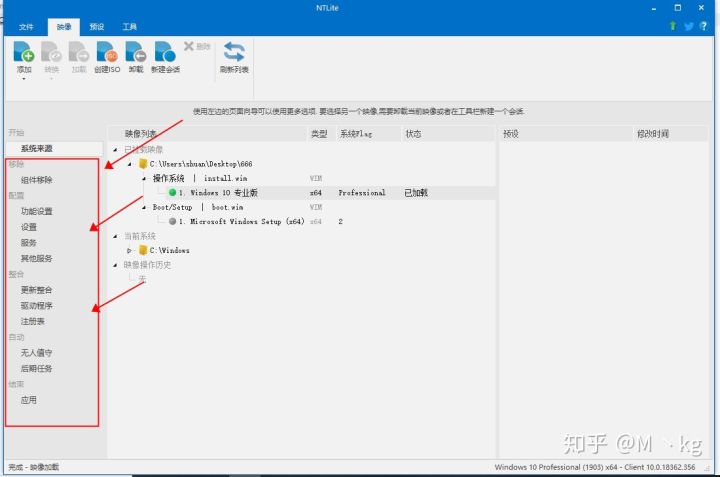 NTLite
文件 映像 预设 工具
添加 转换 加载 创建ISO 卸载 新建会话 删除 刷新列表
使用左边的页面向导可以使用更多选项. 要选择另一个映像,需要卸载当前映像或者在工具栏新建一个会话.
开始
系统来源
移除
组件移除
配置
功能设置
设置
服务
其他服务
整合
更新整合
驱动程序
注册表
自动
无人值守
后期任务
结束
应用
映像列表 类型 系统Flag 状态
已挂载映像
C:\Users\shuan\Desktop\666
操作系统 | install.wim WIM
1. Windows 10 专业版 x64 Professional 已加载
Boot/Setup | boot.wim WIM
1. Microsoft Windows Setup (x64) x64 2
当前系统
C:\Windows
映像操作历史
无
预设 修改时间
知乎 @M丶kg
完成 - 映像加载
Windows 10 Professional (1903) x64 - Client 10.0.18362.356